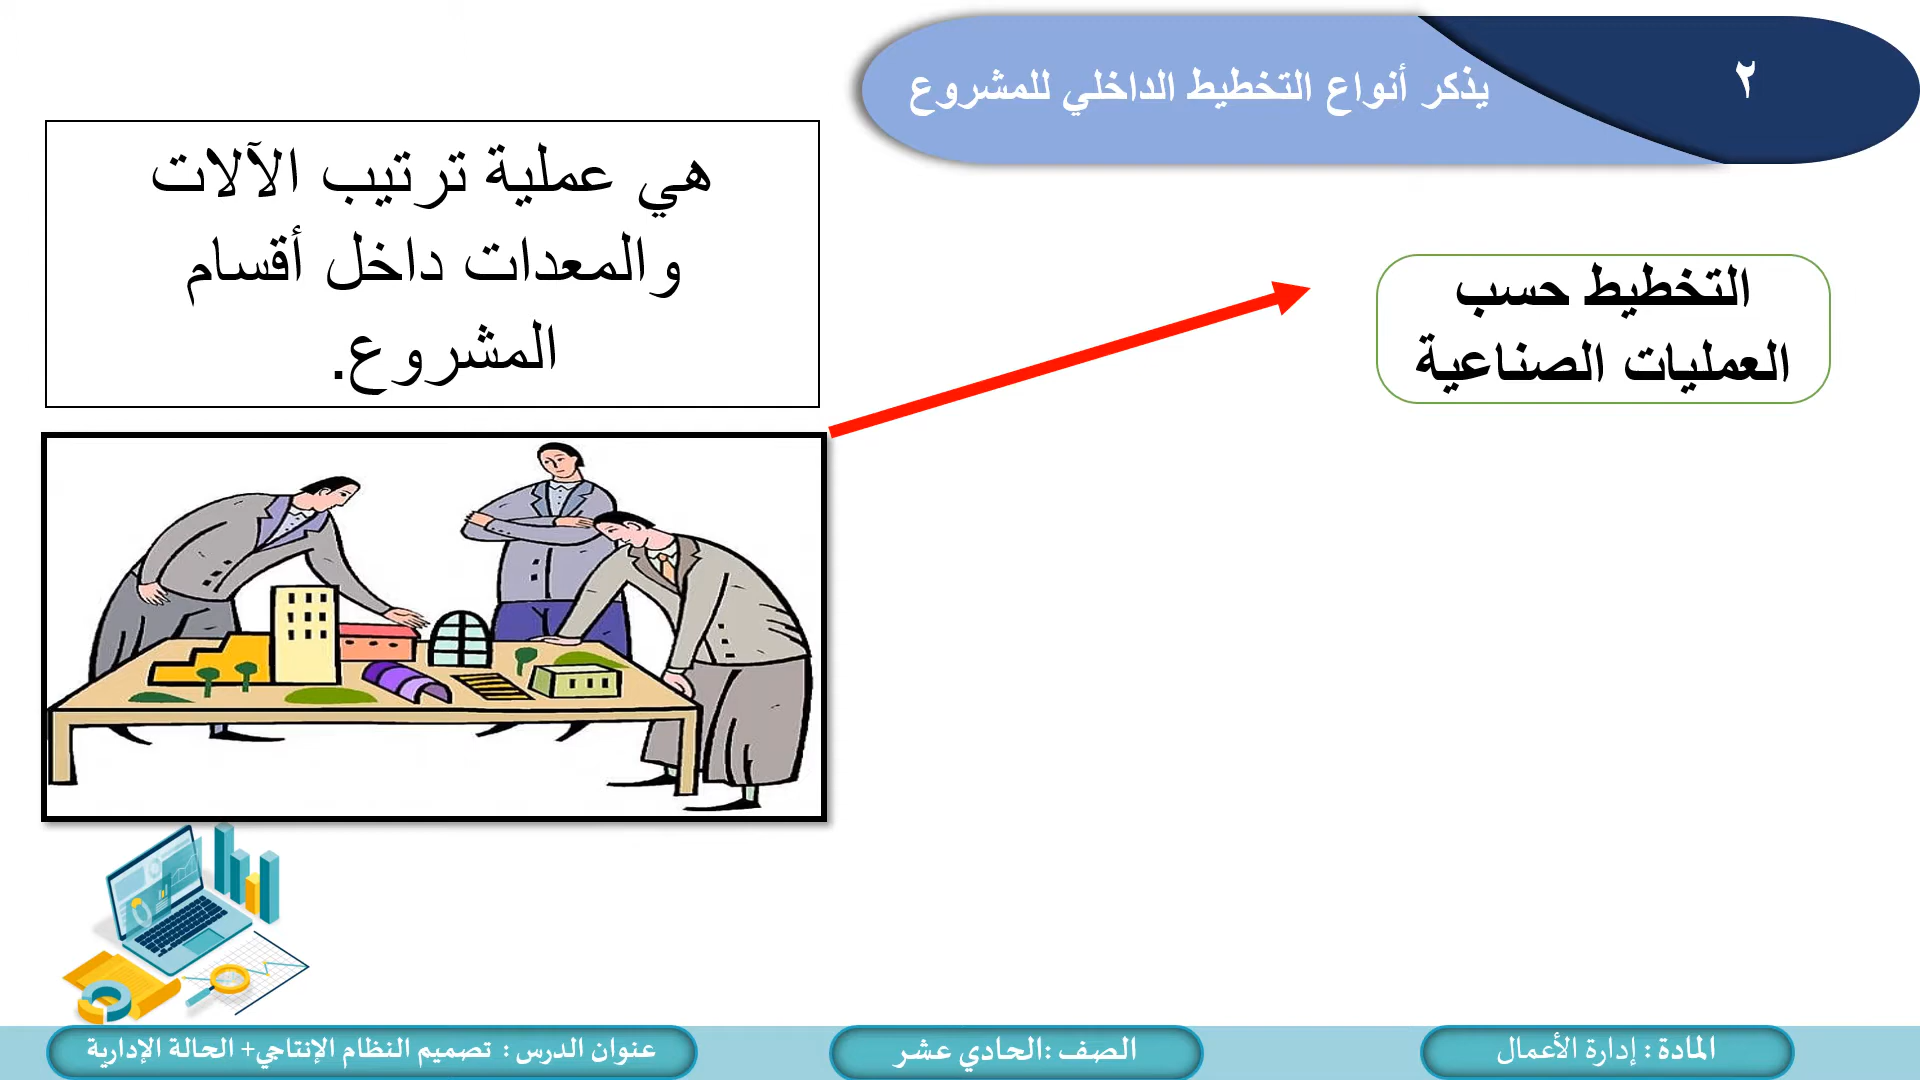 ٢
يذكر أنواع التخطيط الداخلي للمشروع
هي عملية ترتيب الآلات
والمعدات داخل أقسام
المشروع.
التخطيط حسب
العمليات الصناعية
المادة : إدارة الأعمال
الصف :الحادي عشر
عنوان الدرس : تصميم النظام الإنتاجي+ الحالة الإدارية